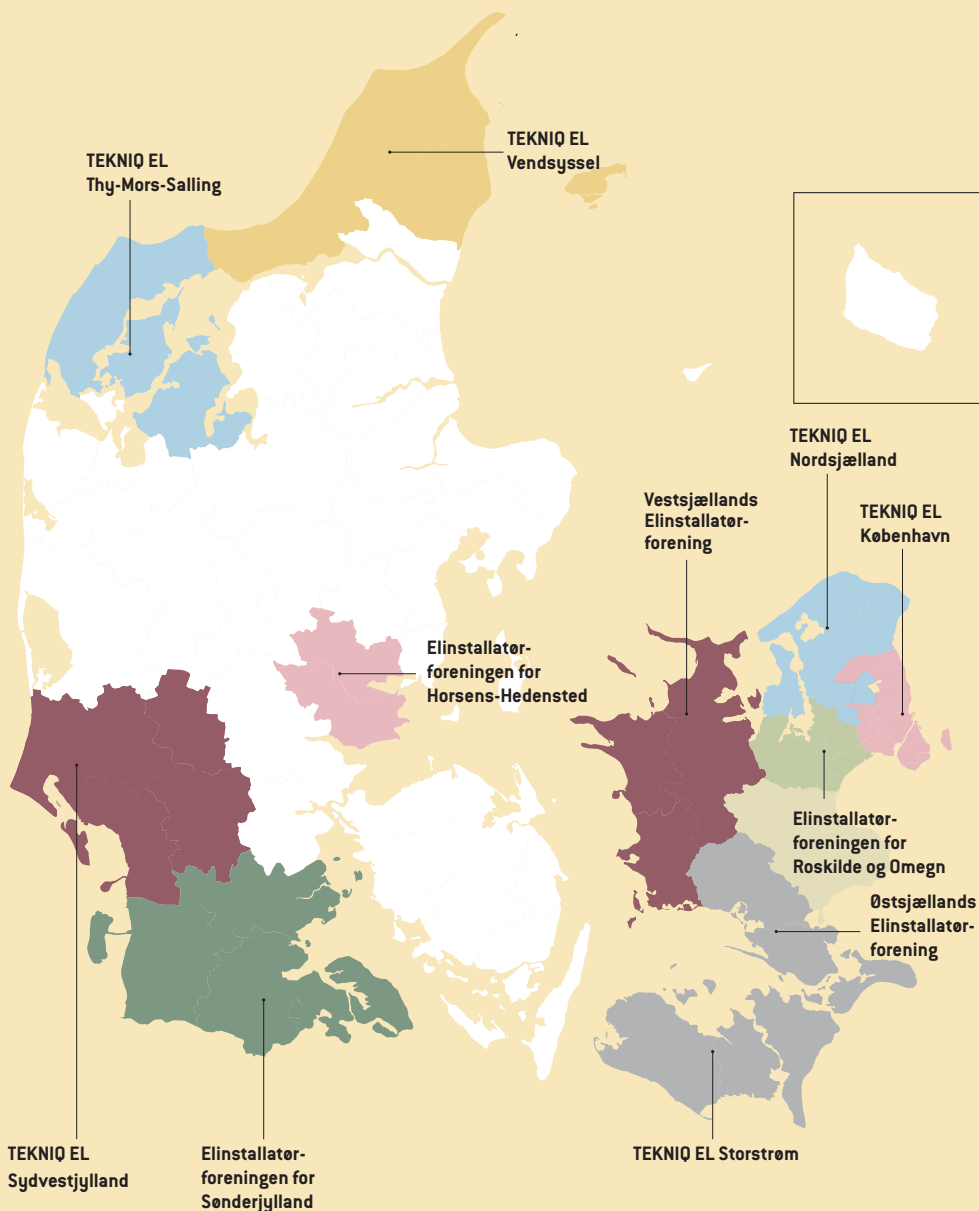 TEKNIQ EL
Vendsyssel
TEKNIQ EL
Thy-Mors-Salling
TEKNIQ EL
Nordsjælland
Vestsjællands
Elinstallatør-
forening
TEKNIQ EL
København
Elinstallatør-
foreningen for
Horsens-Hedensted
Elinstallatør-
foreningen for
Roskilde og Omegn
Østsjællands
Elinstallatør-
forening
TEKNIQ EL
Sydvestjylland
Elinstallatør-
foreningen for
Sønderjylland
TEKNIQ EL Storstrøm